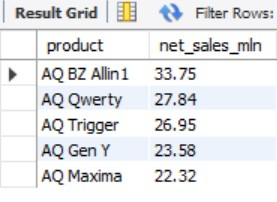 Result Grid Filter Rows:
product net_sales_mln
AQ BZ Allin1 33.75
AQ Qwerty 27.84
AQ Trigger 26.95
AQ Gen Y 23.58
AQ Maxima 22.32